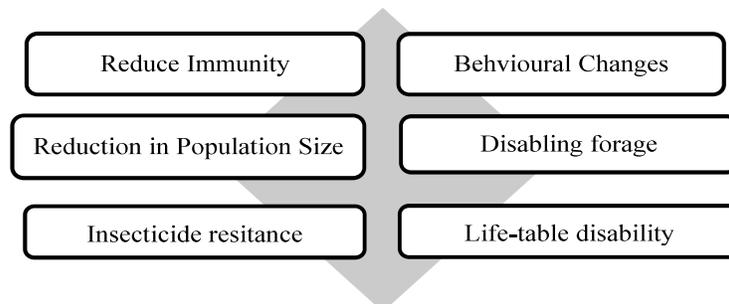 Reduce Immunity
Behvioural Changes
Reduction in Population Size
Disabling forage
Insecticide resitance
Life-table disability